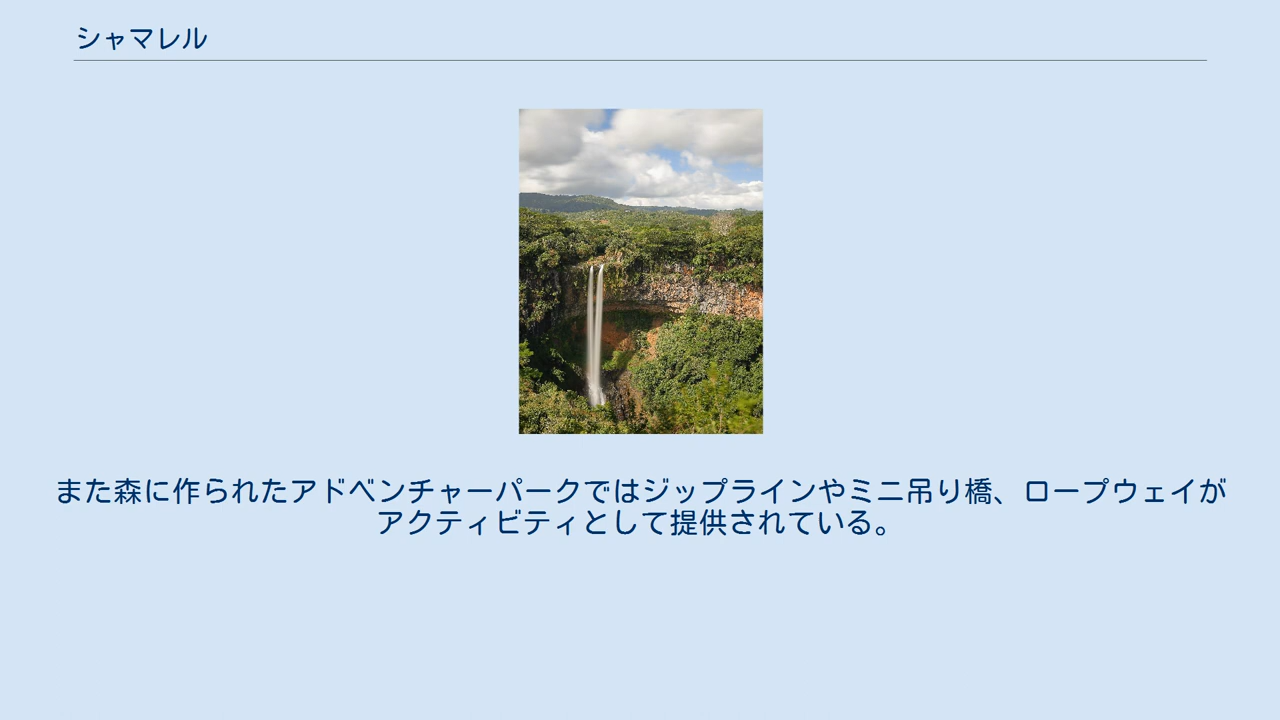 シャマレル
また森に作られたアドベンチャーパークではジップラインやミニ吊り橋、ロープウェイが
アクティビティとして提供されている。